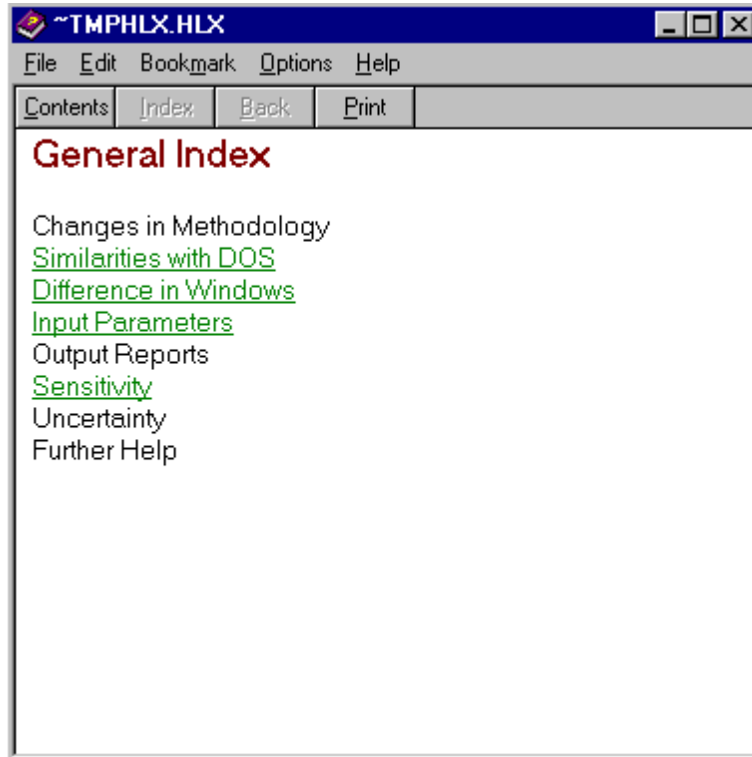 ~TMPHLX.HLX
File Edit Bookmark Options Help
Contents Index Back Print
General Index
Changes in Methodology
Similarities with DOS
Difference in Windows
Input Parameters
Output Reports
Sensitivity
Uncertainty
Further Help